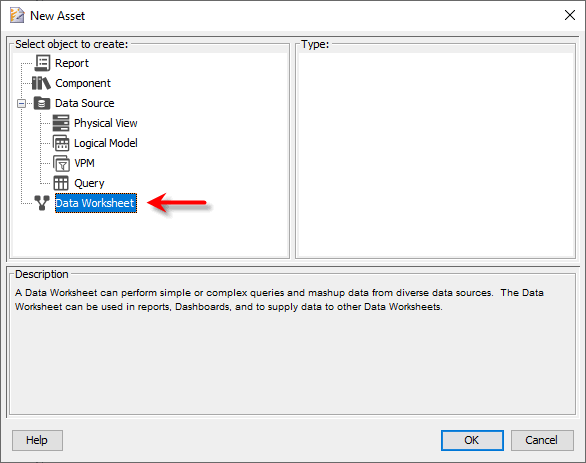 New Asset
Select object to create:
Type:
Report
Component
Data Source
Physical View
Logical Model
VPM
Query
Data Worksheet
Description
A Data Worksheet can perform simple or complex queries and mashup data from diverse data sources.  The Data
Worksheet can be used in reports, Dashboards, and to supply data to other Data Worksheets.
Help
OK
Cancel